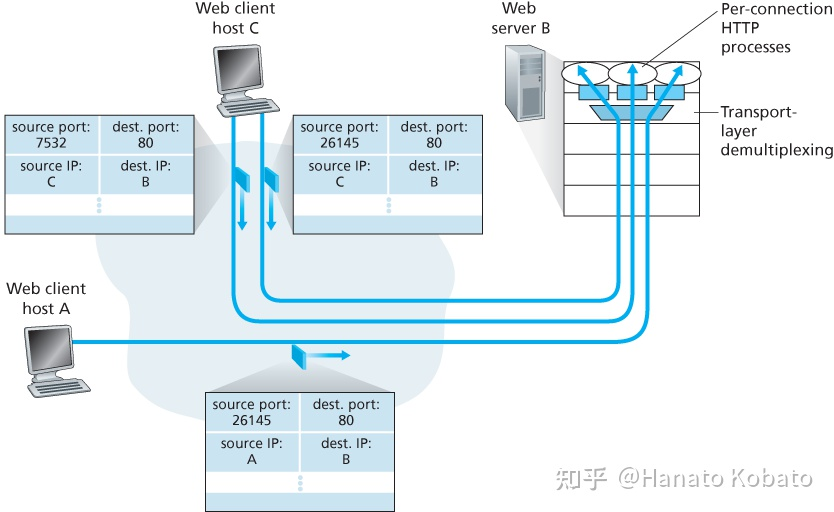 Web client
host C
Web
server B
Per-connection
HTTP
processes
Transport-
layer
demultiplexing
source port:
7532
dest. port:
80
source IP:
C
dest. IP:
B
source port:
26145
dest. port:
80
source IP:
C
dest. IP:
B
Web client
host A
source port:
26145
dest. port:
80
source IP:
A
dest. IP:
B
知乎 @Hanato Kobato